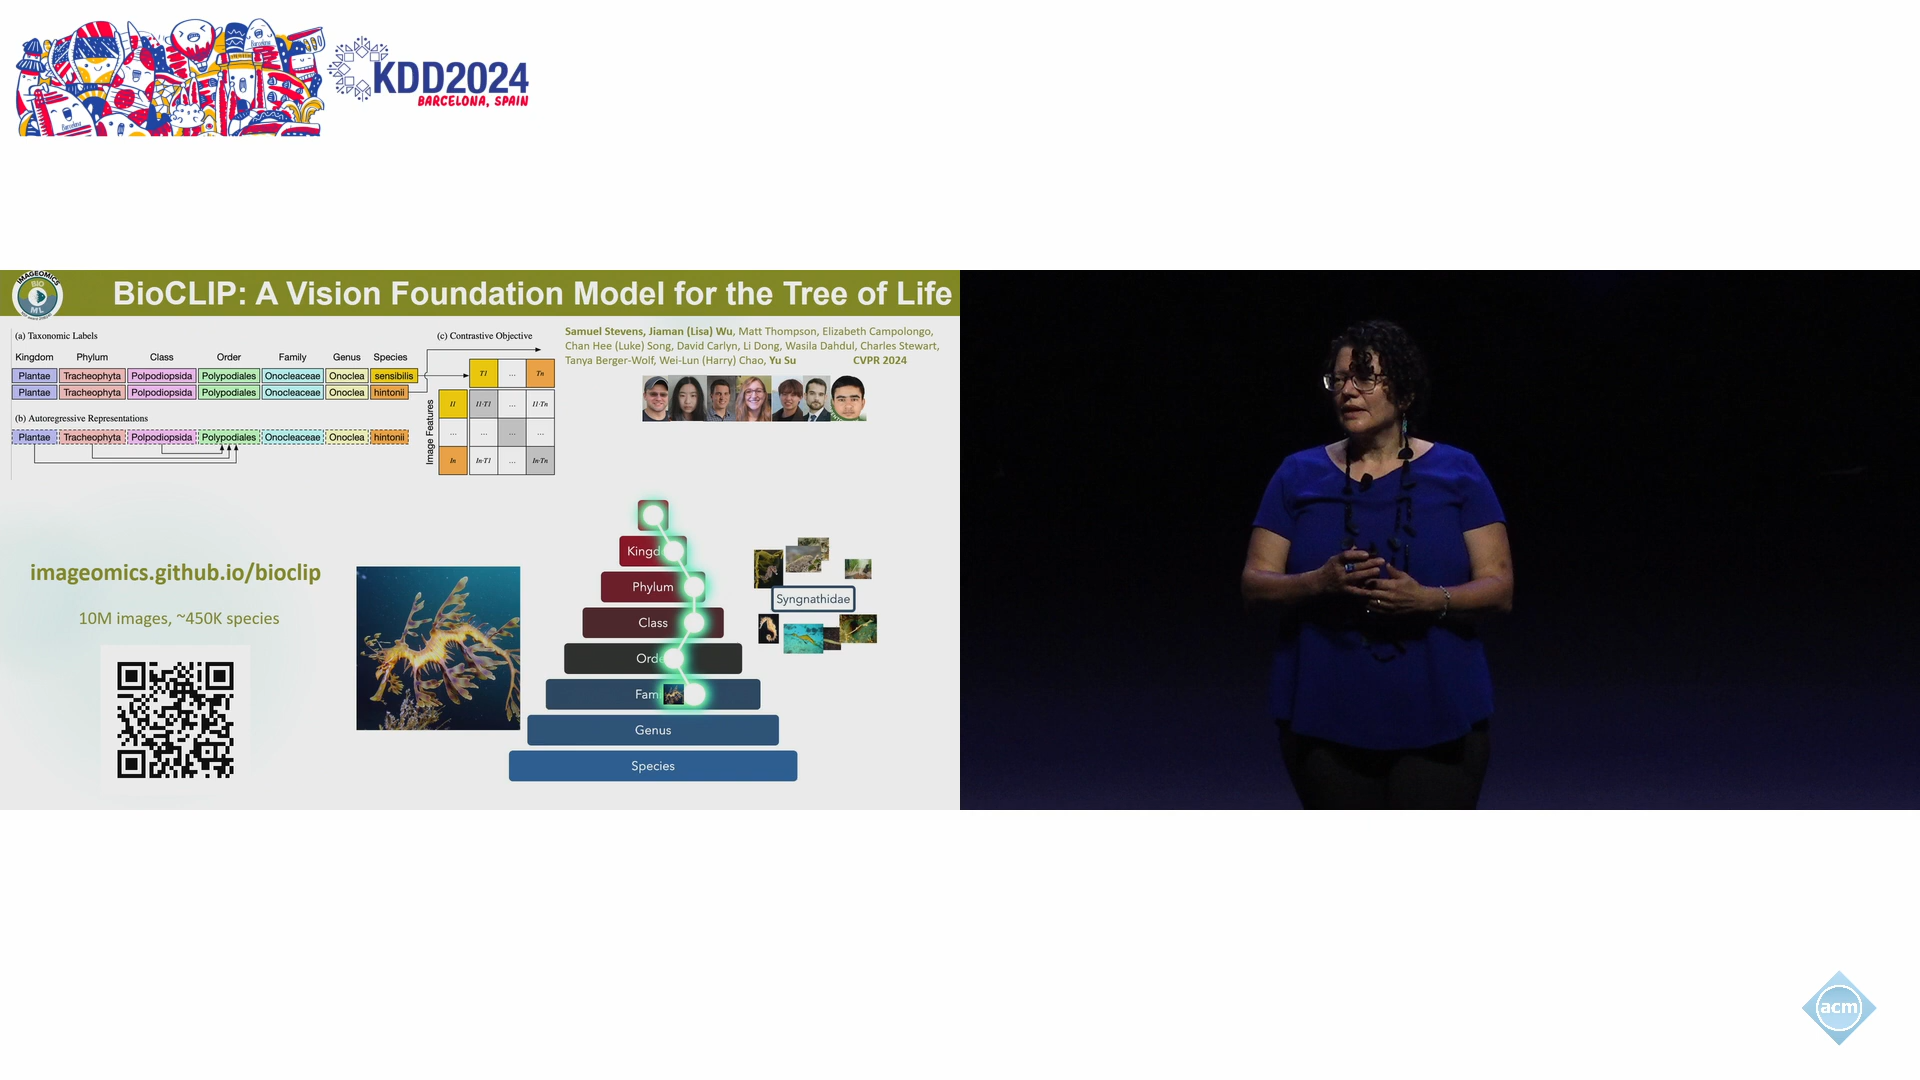 KDD2024
BARCELONA, SPAIN
IMAGEOMICS
BioCLIP: A Vision Foundation Model for the Tree of Life
(a) Taxonomic Labels
Kingdom Phylum Class Order Family Genus Species
Plantae Tracheophyta Polpodiopsida Polypodiales Onocleaceae Onoclea sensibilis
Plantae Tracheophyta Polpodiopsida Polypodiales Onocleaceae Onoclea hintonii
(b) Autoregressive Representations
Plantae Tracheophyta Polpodiopsida Polypodiales Onocleaceae Onoclea hintonii
(c) Contrastive Objective
T1 ... Tn
Image Features
I1 I1·T1 ... I1·Tn
... ... ... ...
In In·T1 ... In·Tn
Samuel Stevens, Jiaman (Lisa) Wu, Matt Thompson, Elizabeth Campolongo,
Chan Hee (Luke) Song, David Carlyn, Li Dong, Wasila Dahdul, Charles Stewart,
Tanya Berger-Wolf, Wei-Lun (Harry) Chao, Yu Su CVPR 2024
imageomics.github.io/bioclip
10M images, ~450K species
Kingd
Phylum
Class
Orde
Fam
Genus
Species
Syngnathidae
acm